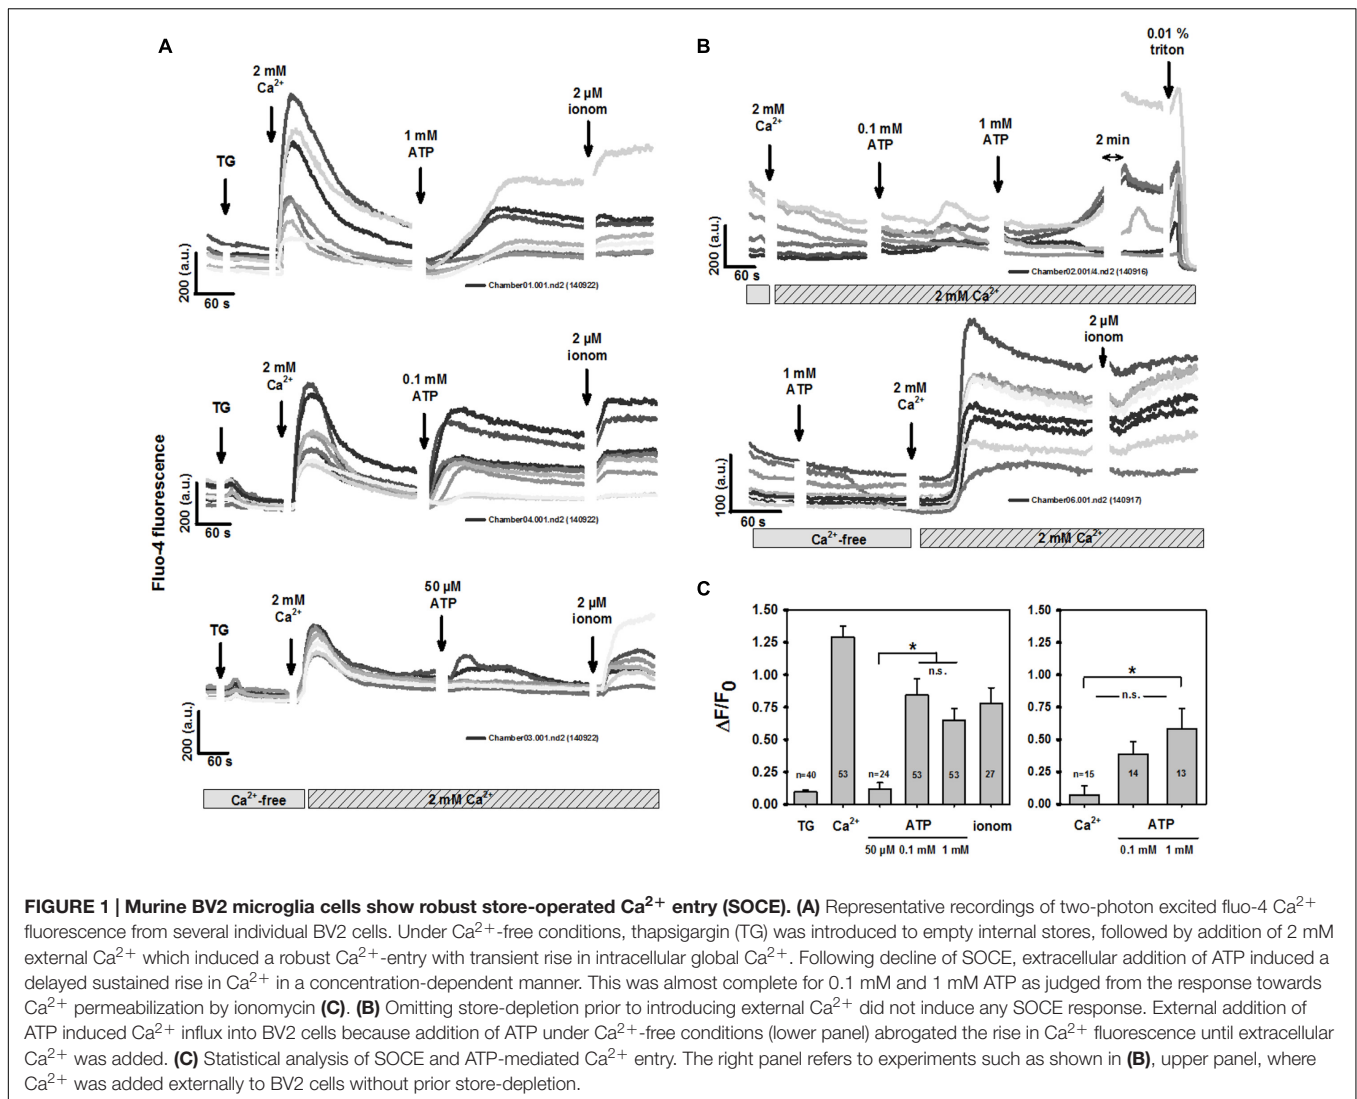 A
2 mM
Ca²⁺
TG
1 mM
ATP
2 µM
ionom
200 (a.u.)
60 s
Chamber01.001.nd2 (140922)
TG
2 mM
Ca²⁺
0.1 mM
ATP
2 µM
ionom
200 (a.u.)
60 s
Chamber04.001.nd2 (140922)
Fluo-4 fluorescence
TG
2 mM
Ca²⁺
50 µM
ATP
2 µM
ionom
200 (a.u.)
60 s
Chamber03.001.nd2 (140922)
Ca²⁺-free
2 mM Ca²⁺
B
2 mM
Ca²⁺
0.1 mM
ATP
1 mM
ATP
2 min
0.01 %
triton
200 (a.u.)
60 s
Chamber02.001/4.nd2 (140916)
2 mM Ca²⁺
1 mM
ATP
2 mM
Ca²⁺
2 µM
ionom
100 (a.u.)
60 s
Chamber06.001.nd2 (140917)
Ca²⁺-free
2 mM Ca²⁺
C
ΔF/F0
1.50
1.25
1.00
0.75
0.50
0.25
0.00
*
n.s.
n=40
53
n=24
53
53
27
TG
Ca²⁺
ATP
ionom
50 µM 0.1 mM 1 mM
1.50
1.25
1.00
0.75
0.50
0.25
0.00
*
n.s.
n=15
14
13
Ca²⁺
ATP
0.1 mM 1 mM
FIGURE 1 | Murine BV2 microglia cells show robust store-operated Ca²⁺ entry (SOCE). (A) Representative recordings of two-photon excited fluo-4 Ca²⁺
fluorescence from several individual BV2 cells. Under Ca²⁺-free conditions, thapsigargin (TG) was introduced to empty internal stores, followed by addition of 2 mM
external Ca²⁺ which induced a robust Ca²⁺-entry with transient rise in intracellular global Ca²⁺. Following decline of SOCE, extracellular addition of ATP induced a
delayed sustained rise in Ca²⁺ in a concentration-dependent manner. This was almost complete for 0.1 mM and 1 mM ATP as judged from the response towards
Ca²⁺ permeabilization by ionomycin (C). (B) Omitting store-depletion prior to introducing external Ca²⁺ did not induce any SOCE response. External addition of
ATP induced Ca²⁺ influx into BV2 cells because addition of ATP under Ca²⁺-free conditions (lower panel) abrogated the rise in Ca²⁺ fluorescence until extracellular
Ca²⁺ was added. (C) Statistical analysis of SOCE and ATP-mediated Ca²⁺ entry. The right panel refers to experiments such as shown in (B), upper panel, where
Ca²⁺ was added externally to BV2 cells without prior store-depletion.